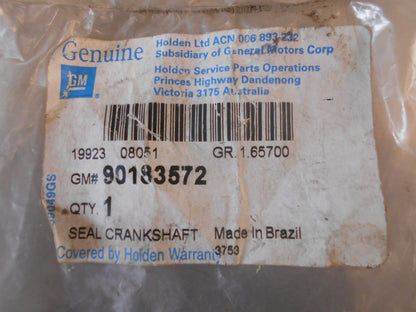 Genuine
GM
Holden Ltd ACN 006 893 232
Subsidiary of General Motors Corp
Holden Service Parts Operations
Princes Highway Dandenong
Victoria 3175 Australia
19923 08051 GR. 1.65700
GM# 90183572
QTY. 1
SEAL CRANKSHAFT Made In Brazil
3753
Covered by Holden Warranty